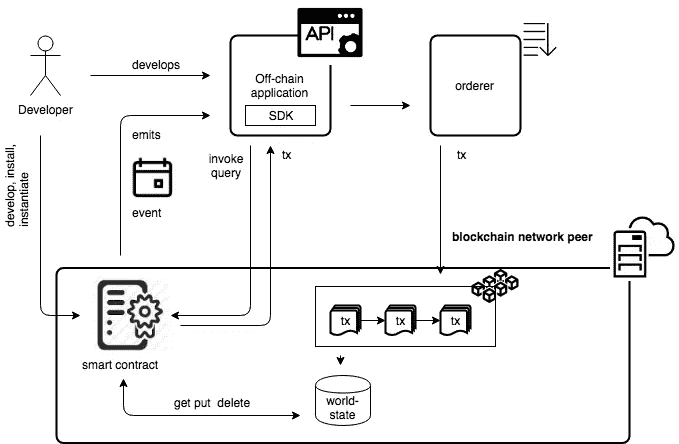 API
develops
Off-chain
application
SDK
orderer
Developer
emits
invoke
query
tx
tx
develop, install,
instantiate
event
blockchain network peer
tx
tx
tx
smart contract
get put delete
world-
state